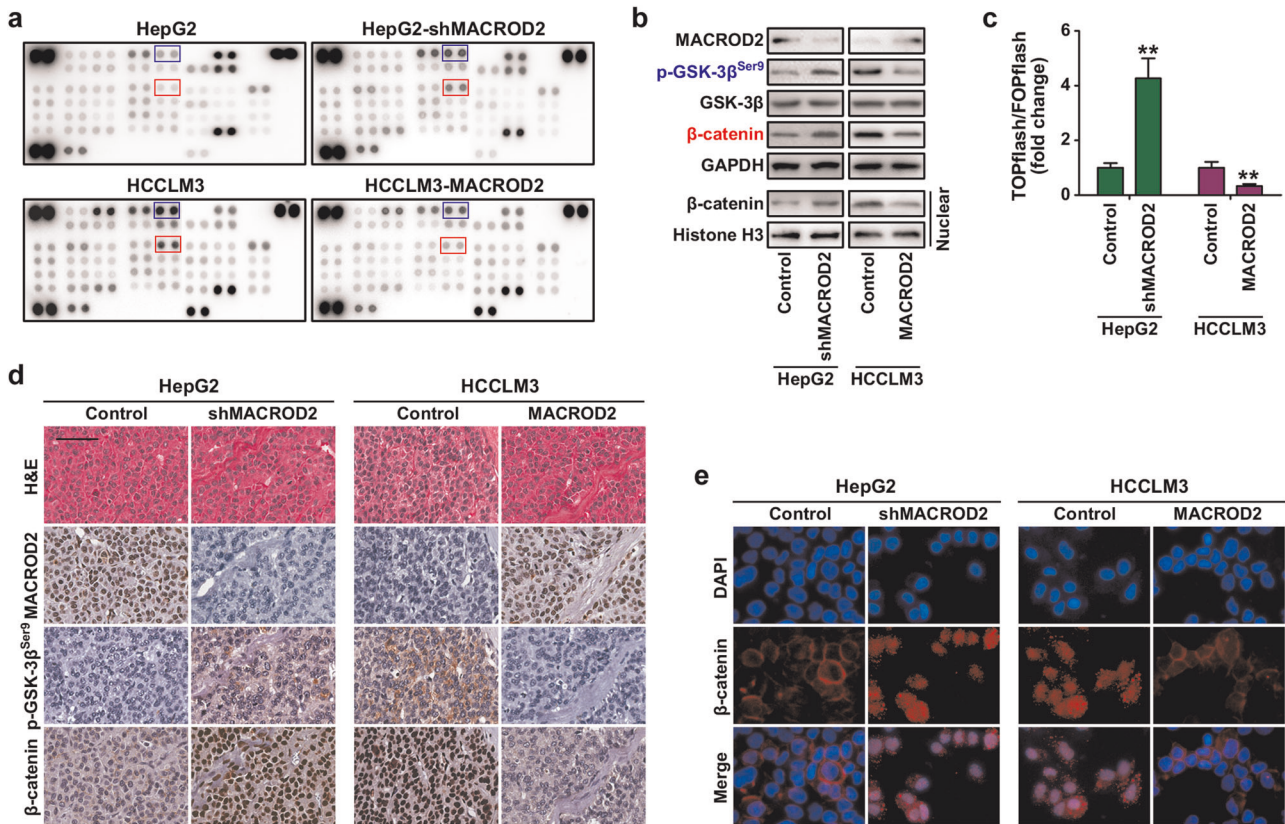 a
HepG2
HepG2-shMACROD2
HCCLM3
HCCLM3-MACROD2
b
MACROD2
p-GSK-3β^Ser9
GSK-3β
β-catenin
GAPDH
β-catenin
Histone H3
Nuclear
Control
shMACROD2
Control
MACROD2
HepG2
HCCLM3
c
TOPflash/FOPflash
(fold change)
6
4
2
0
**
**
Control
shMACROD2
Control
MACROD2
HepG2
HCCLM3
d
HepG2
HCCLM3
Control
shMACROD2
Control
MACROD2
H&E
MACROD2
p-GSK-3β^Ser9
β-catenin
e
HepG2
HCCLM3
Control
shMACROD2
Control
MACROD2
DAPI
β-catenin
Merge